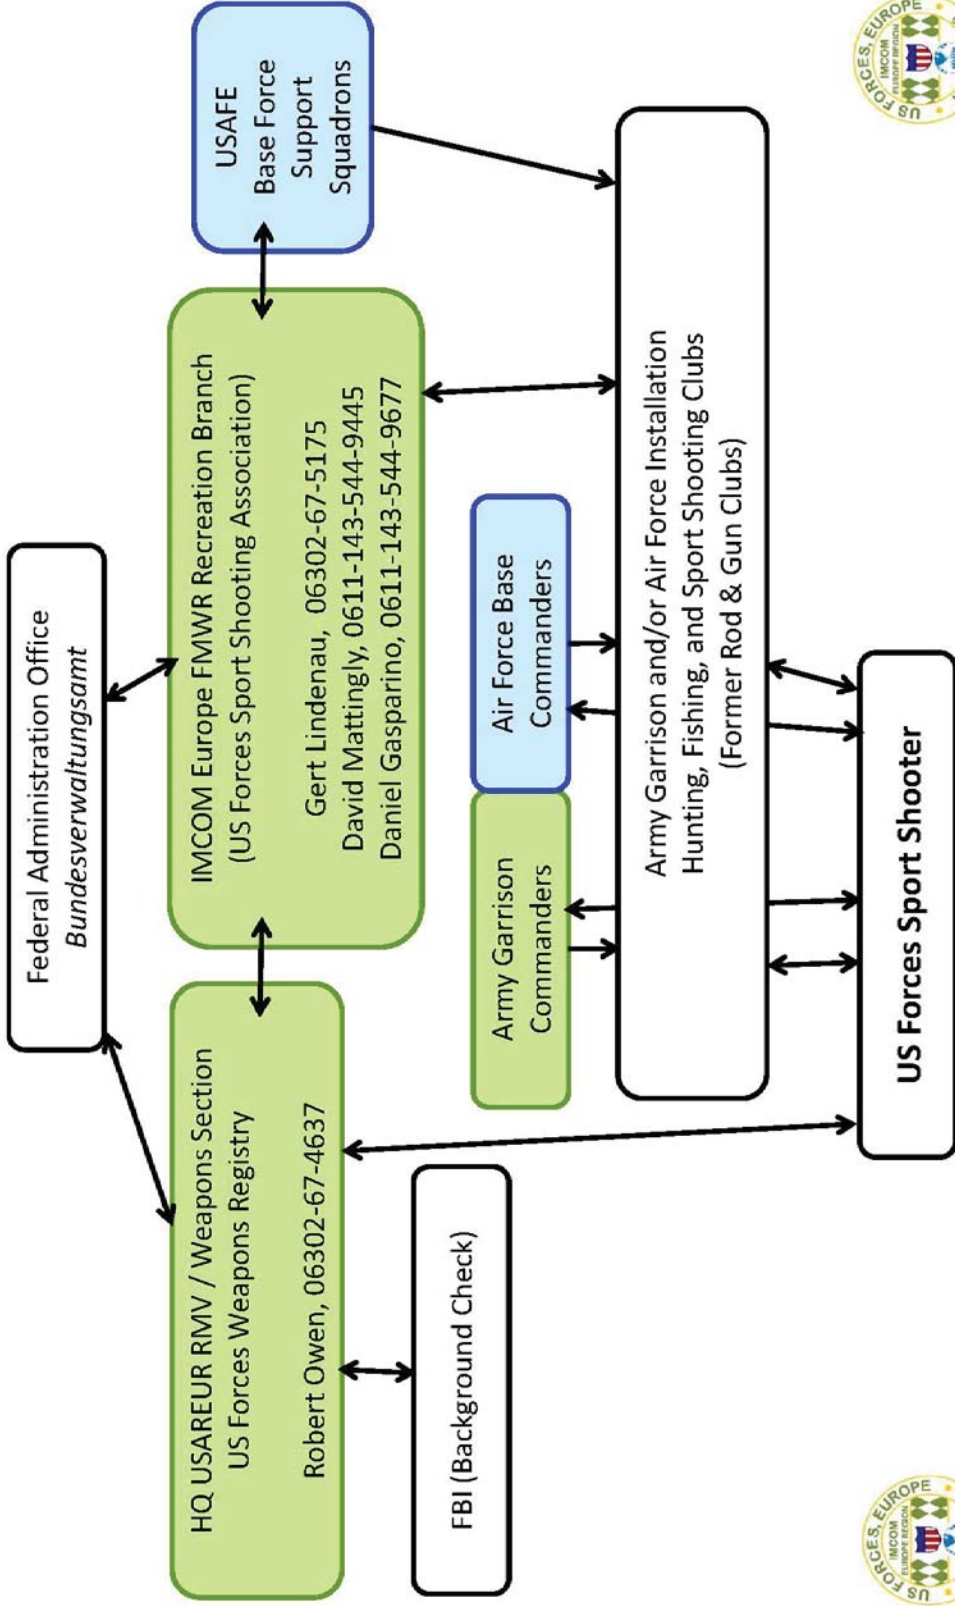 Federal Administration Office
Bundesverwaltungsamt
HQ USAREUR RMV / Weapons Section
US Forces Weapons Registry
Robert Owen, 06302-67-4637
IMCOM Europe FMWR Recreation Branch
(US Forces Sport Shooting Association)
Gert Lindenau, 06302-67-5175
David Mattingly, 0611-143-544-9445
Daniel Gasparino, 0611-143-544-9677
USAFE
Base Force
Support
Squadrons
FBI (Background Check)
Army Garrison
Commanders
Air Force Base
Commanders
Army Garrison and/or Air Force Installation
Hunting, Fishing, and Sport Shooting Clubs
(Former Rod & Gun Clubs)
US Forces Sport Shooter
US FORCES, EUROPE
IMCOM
EUROPE REGION
US FORCES, EUROPE
IMCOM
EUROPE REGION